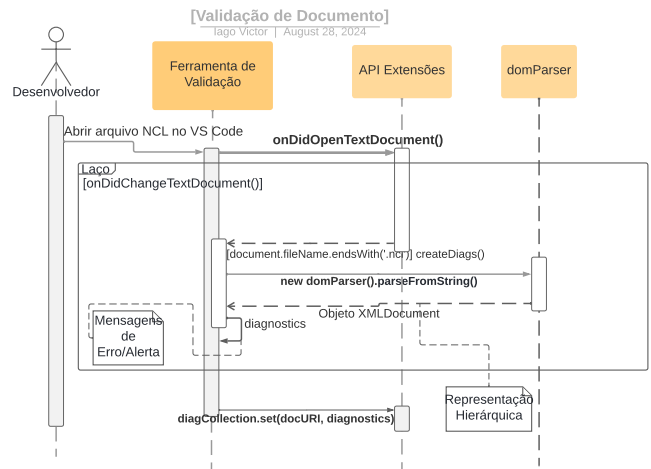 [Validação de Documento]
Iago Victor | August 28, 2024
Ferramenta de
Validação
API Extensões
domParser
Desenvolvedor
Abrir arquivo NCL no VS Code
onDidOpenTextDocument()
Laço
[onDidChangeTextDocument()]
[document.fileName.endsWith('.ncl')] createDiags()
new domParser().parseFromString()
Objeto XMLDocument
Mensagens
de
Erro/Alerta
diagnostics
Representação
Hierárquica
diagCollection.set(docURI, diagnostics)